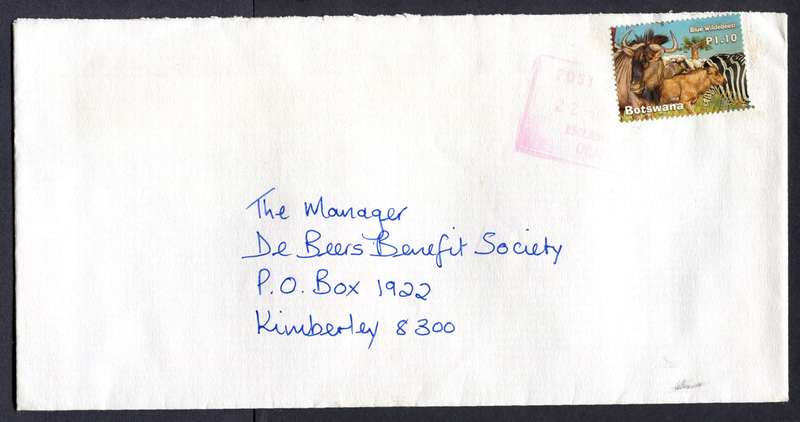 Blue Wildebeest
P1.10
Botswana
The Manager
De Beers Benefit Society
P.O. Box 1922
Kimberley 8300